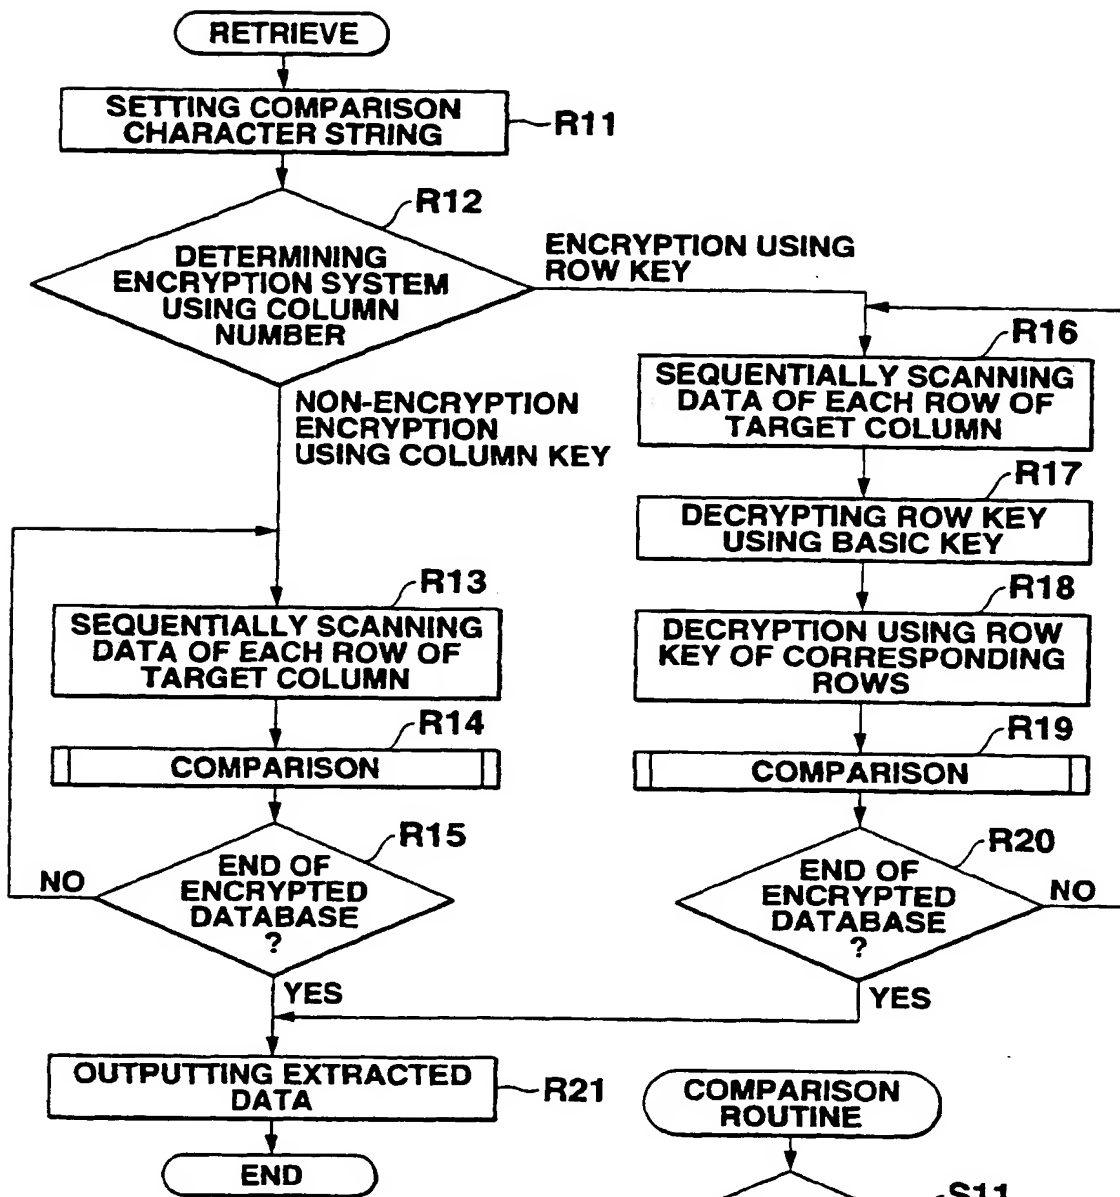 RETRIEVE
SETTING COMPARISON
CHARACTER STRING
R11
R12
DETERMINING
ENCRYPTION SYSTEM
USING COLUMN
NUMBER
ENCRYPTION USING
ROW KEY
NON-ENCRYPTION
ENCRYPTION
USING COLUMN KEY
R13
SEQUENTIALLY SCANNING
DATA OF EACH ROW OF
TARGET COLUMN
R14
COMPARISON
R15
END OF
ENCRYPTED
DATABASE
?
NO
YES
R16
SEQUENTIALLY SCANNING
DATA OF EACH ROW OF
TARGET COLUMN
R17
DECRYPTING ROW KEY
USING BASIC KEY
R18
DECRYPTION USING ROW
KEY OF CORRESPONDING
ROWS
R19
COMPARISON
R20
END OF
ENCRYPTED
DATABASE
?
NO
YES
OUTPUTTING EXTRACTED
DATA
R21
END
COMPARISON
ROUTINE
S11